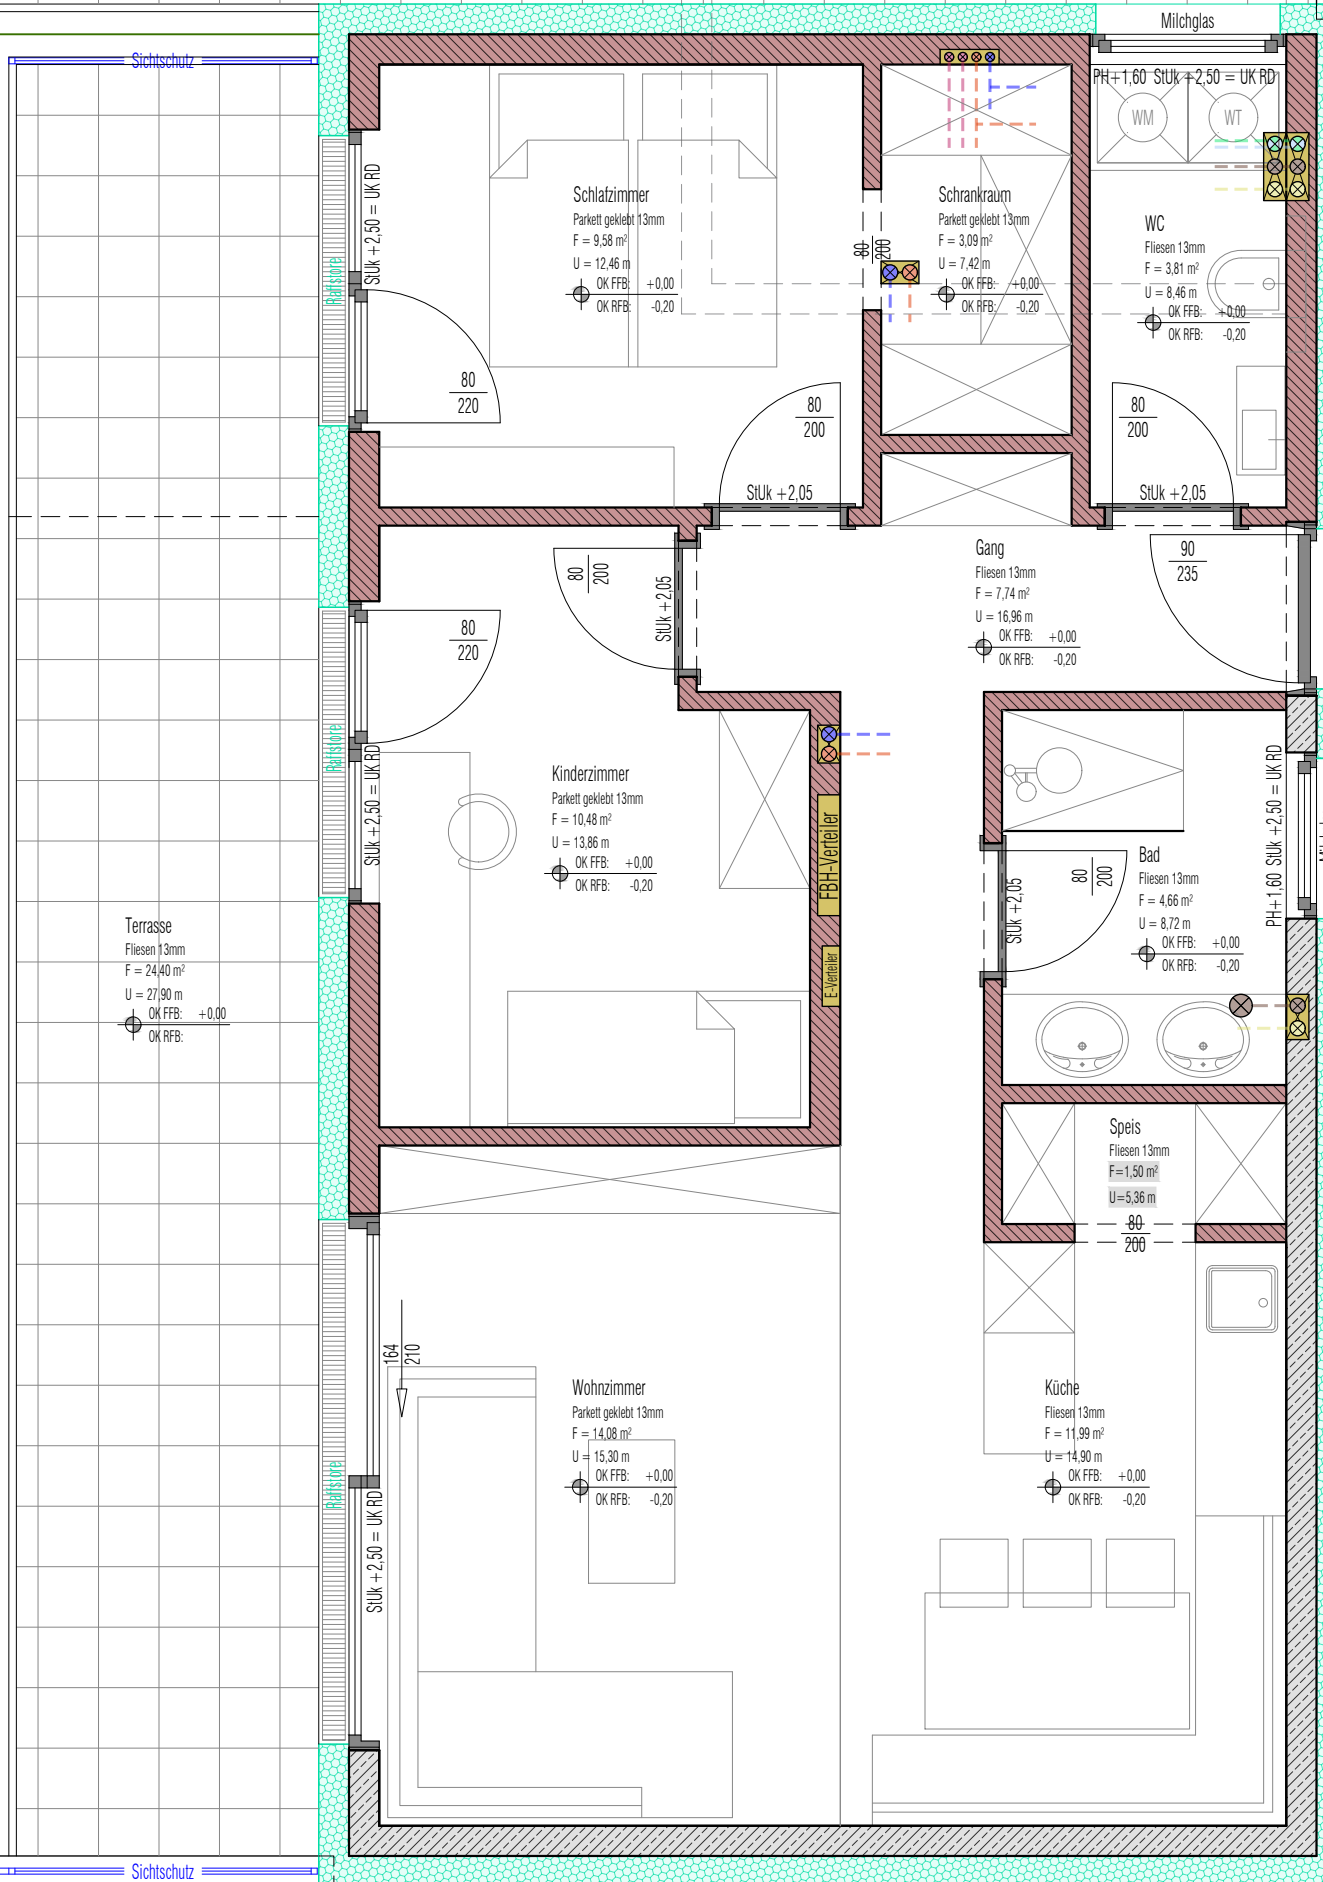 Milchglas
Sichtschutz
PH+1,60 StUk +2,50 = UK RD
WM
WT
StUk +2,50 = UK RD
Raffstore
Schlafzimmer
Parkett geklebt 13mm
F = 9,58 m²
U = 12,46 m
OK FFB: +0,00
OK RFB: -0,20
80
200
Schrankraum
Parkett geklebt 13mm
F = 3,09 m²
U = 7,42 m
OK FFB: +0,00
OK RFB: -0,20
WC
Fliesen 13mm
F = 3,81 m²
U = 8,46 m
OK FFB: +0,00
OK RFB: -0,20
80
220
80
200
80
200
StUk +2,05
StUk +2,05
80
200
StUk +2,05
Gang
Fliesen 13mm
F = 7,74 m²
U = 16,96 m
OK FFB: +0,00
OK RFB: -0,20
90
235
80
220
Raffstore
StUk +2,50 = UK RD
Kinderzimmer
Parkett geklebt 13mm
F = 10,48 m²
U = 13,86 m
OK FFB: +0,00
OK RFB: -0,20
FBH-Verteiler
E-Verteiler
StUk +2,05
80
200
Bad
Fliesen 13mm
F = 4,66 m²
U = 8,72 m
OK FFB: +0,00
OK RFB: -0,20
PH+1,60 StUk +2,50 = UK RD
Terrasse
Fliesen 13mm
F = 24,40 m²
U = 27,90 m
OK FFB: +0,00
OK RFB:
Speis
Fliesen 13mm
F=1,50 m²
U=5,36 m
80
200
164
210
Raffstore
StUk +2,50 = UK RD
Wohnzimmer
Parkett geklebt 13mm
F = 14,08 m²
U = 15,30 m
OK FFB: +0,00
OK RFB: -0,20
Küche
Fliesen 13mm
F = 11,99 m²
U = 14,90 m
OK FFB: +0,00
OK RFB: -0,20
Sichtschutz